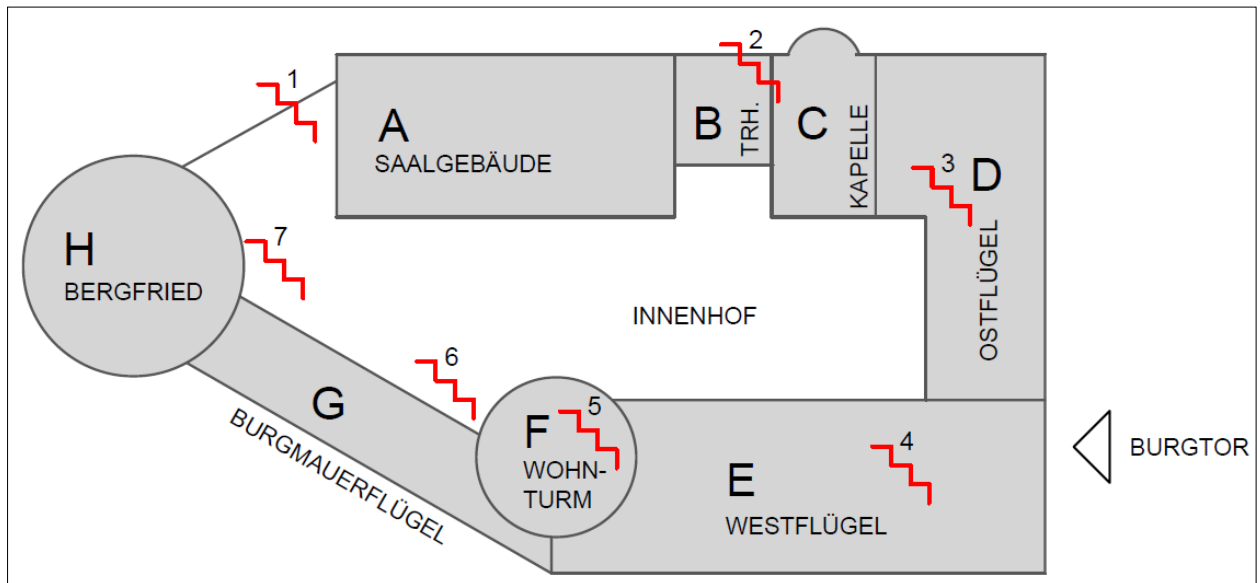 1
A
SAALGEBÄUDE
2
B
TRH.
C
KAPELLE
3
D
OSTFLÜGEL
H
BERGFRIED
7
INNENHOF
6
G
BURGMAUERFLÜGEL
5
F
WOHN-
TURM
4
E
WESTFLÜGEL
BURGTOR